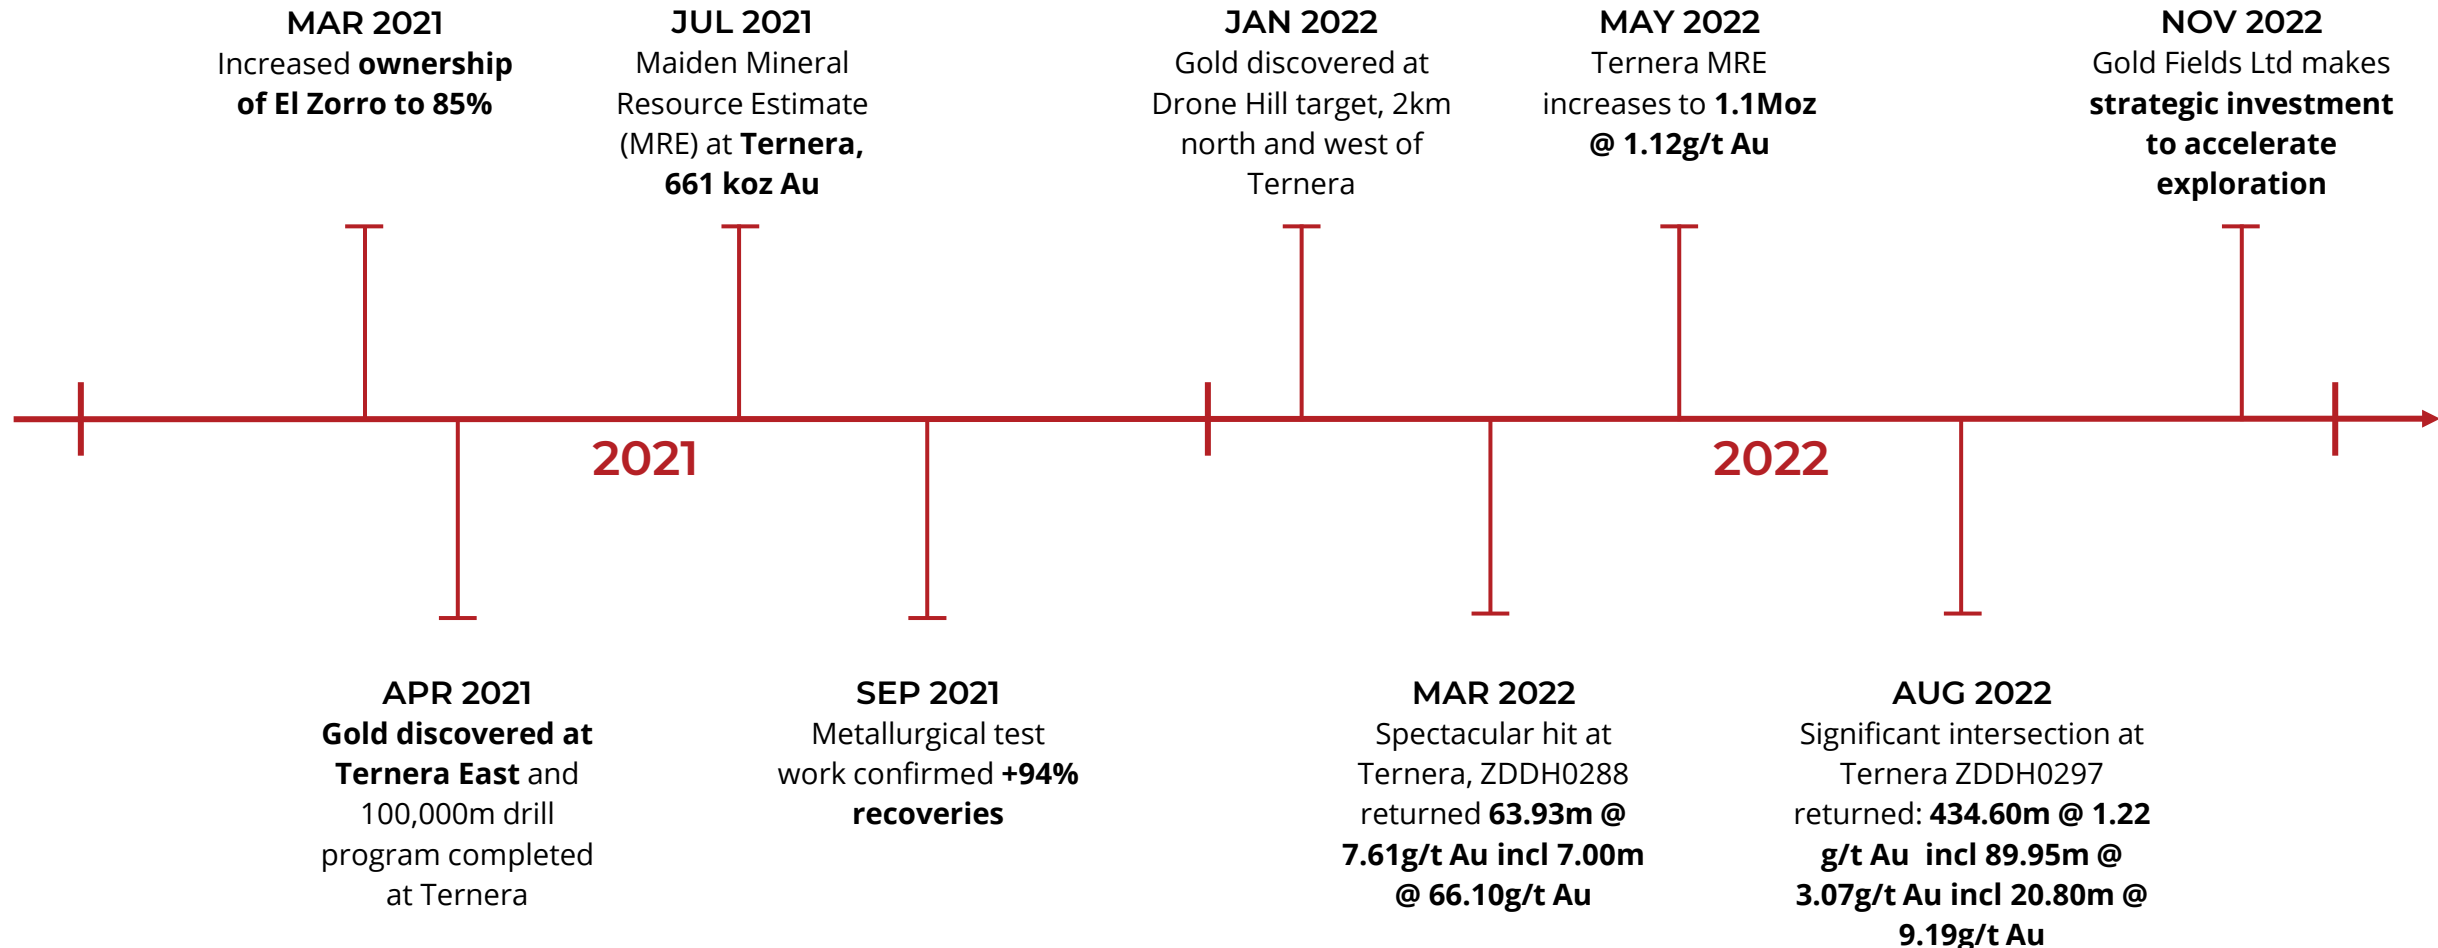 MAR 2021
Increased ownership
of El Zorro to 85%
JUL 2021
Maiden Mineral
Resource Estimate
(MRE) at Ternera,
661 koz Au
JAN 2022
Gold discovered at
Drone Hill target, 2km
north and west of
Ternera
MAY 2022
Ternera MRE
increases to 1.1Moz
@ 1.12g/t Au
NOV 2022
Gold Fields Ltd makes
strategic investment
to accelerate
exploration
2021
2022
APR 2021
Gold discovered at
Ternera East and
100,000m drill
program completed
at Ternera
SEP 2021
Metallurgical test
work confirmed +94%
recoveries
MAR 2022
Spectacular hit at
Ternera, ZDDH0288
returned 63.93m @
7.61g/t Au incl 7.00m
@ 66.10g/t Au
AUG 2022
Significant intersection at
Ternera ZDDH0297
returned: 434.60m @ 1.22
g/t Au  incl 89.95m @
3.07g/t Au incl 20.80m @
9.19g/t Au